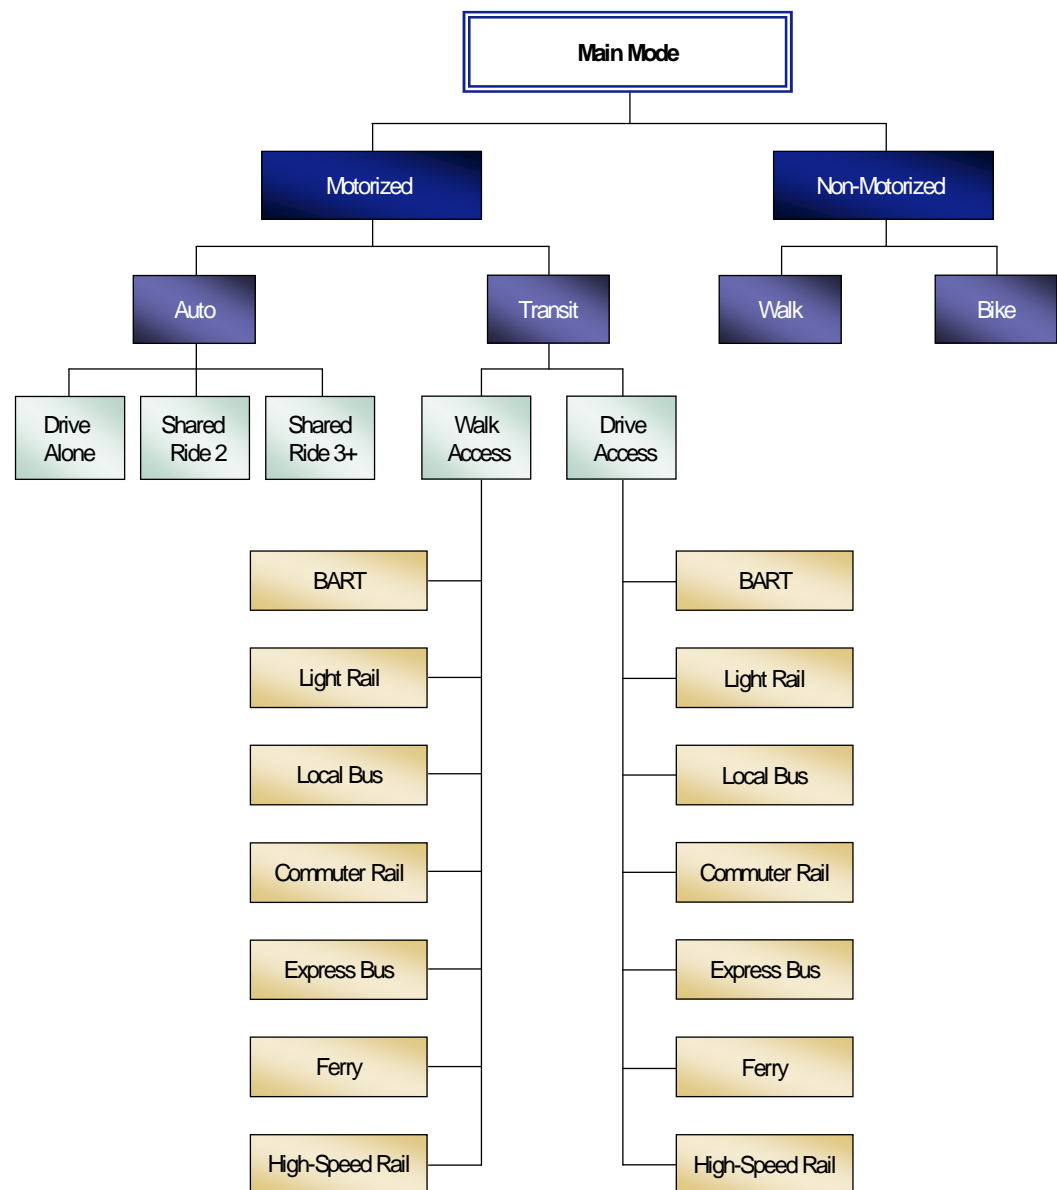 Main Mode
Motorized
Non-Motorized
Auto
Transit
Walk
Bike
Drive
Alone
Shared
Ride 2
Shared
Ride 3+
Walk
Access
Drive
Access
BART
BART
Light Rail
Light Rail
Local Bus
Local Bus
Commuter Rail
Commuter Rail
Express Bus
Express Bus
Ferry
Ferry
High-Speed Rail
High-Speed Rail